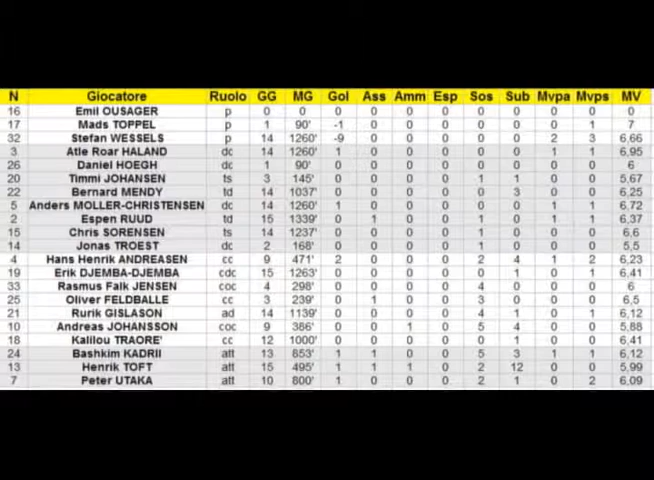 N Giocatore Ruolo GG MG Gol Ass Amm Esp Sos Sub Mvpa Mvps MV
16 Emil OUSAGER p 0 0 0 0 0 0 0 0 0 0 0
17 Mads TOPPEL p 1 90' -1 0 0 0 0 0 0 1 7
32 Stefan WESSELS p 14 1260' -9 0 0 0 0 0 2 3 6,66
3 Atle Roar HALAND dc 14 1260' 1 0 0 0 0 0 1 1 6,95
26 Daniel HOEGH dc 1 90' 0 0 0 0 0 0 0 0 6
20 Timmi JOHANSEN ts 3 145' 0 0 0 0 1 1 0 0 5,67
22 Bernard MENDY td 14 1037' 0 0 0 0 0 3 0 0 6,25
5 Anders MOLLER-CHRISTENSEN dc 14 1260' 1 0 0 0 0 0 1 1 6,72
2 Espen RUUD td 15 1339' 0 1 0 0 1 0 1 1 6,37
15 Chris SORENSEN ts 14 1237' 0 0 0 0 1 0 0 0 6,6
14 Jonas TROEST dc 2 168' 0 0 0 0 1 0 0 0 5,5
4 Hans Henrik ANDREASEN cc 9 471' 2 0 0 0 2 4 1 2 6,23
19 Erik DJEMBA-DJEMBA cdc 15 1263' 0 0 0 0 0 1 0 1 6,41
33 Rasmus Falk JENSEN coc 4 298' 0 0 0 0 4 0 0 0 6
25 Oliver FELDBALLE cc 3 239' 0 1 0 0 3 0 0 0 6,5
21 Rurik GISLASON ad 14 1139' 0 0 0 0 4 1 0 1 6,12
10 Andreas JOHANSSON coc 9 386' 0 0 1 0 5 4 0 0 5,88
18 Kalilou TRAORE' cc 12 1000' 0 0 0 0 0 1 0 0 6,41
24 Bashkim KADRII att 13 853' 1 1 0 0 5 3 1 1 6,12
13 Henrik TOFT att 15 495' 1 1 1 0 2 12 0 0 5,99
7 Peter UTAKA att 10 800' 1 0 0 0 2 1 0 2 6,09